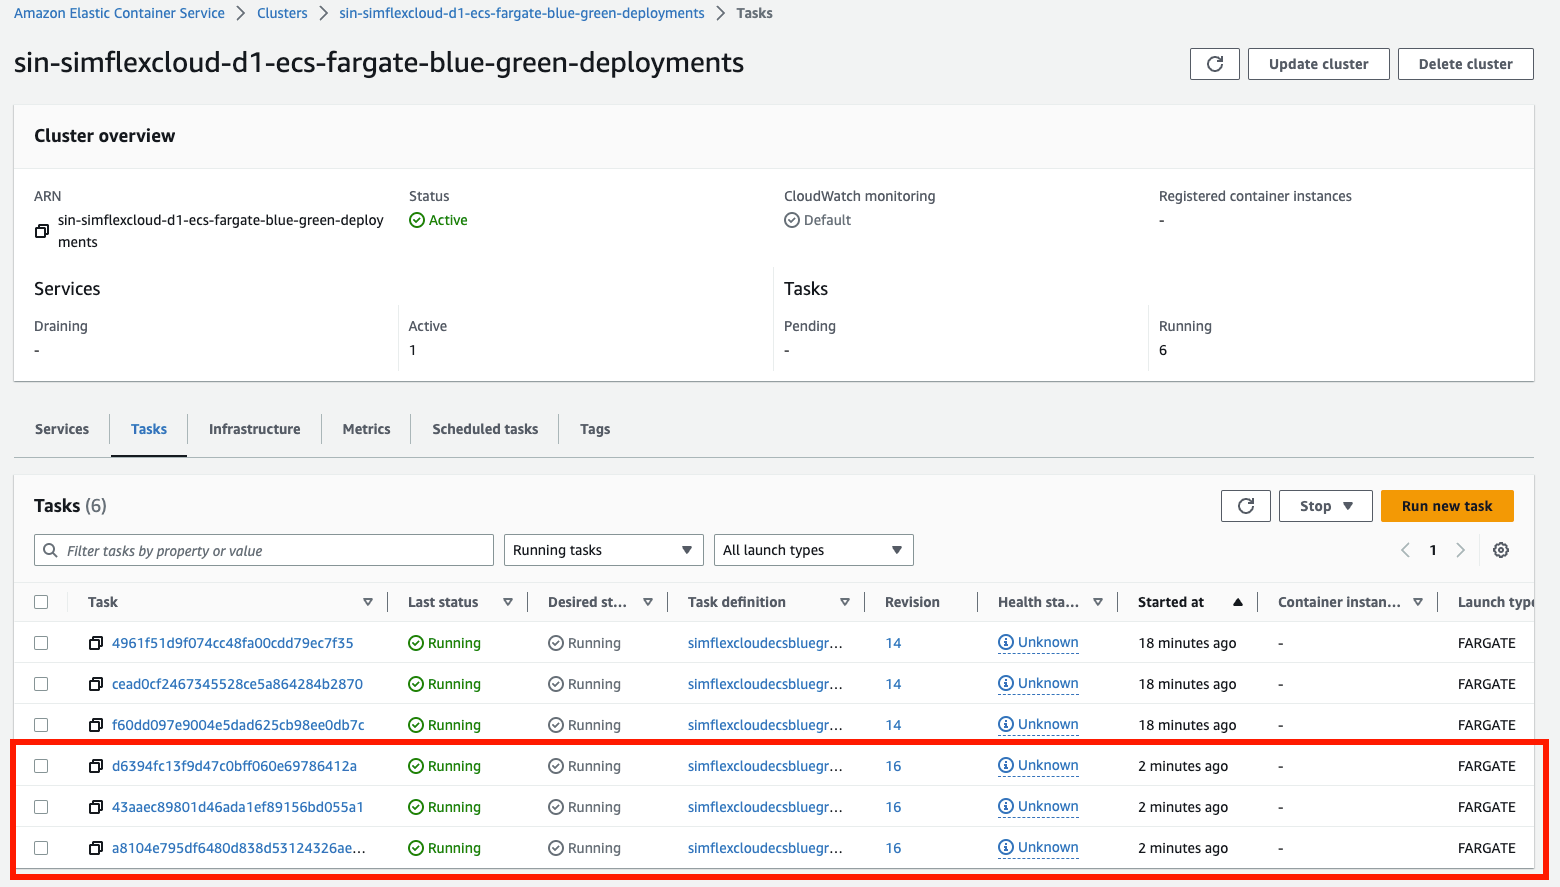 Amazon Elastic Container Service > Clusters > sin-simflexcloud-d1-ecs-fargate-blue-green-deployments > Tasks
sin-simflexcloud-d1-ecs-fargate-blue-green-deployments
Update cluster
Delete cluster
Cluster overview
ARN
sin-simflexcloud-d1-ecs-fargate-blue-green-deploy
ments
Status
Active
CloudWatch monitoring
Default
Registered container instances
-
Services
Draining
-
Active
1
Tasks
Pending
-
Running
6
Services Tasks Infrastructure Metrics Scheduled tasks Tags
Tasks (6)
Stop
Run new task
Filter tasks by property or value
Running tasks
All launch types
1
Task Last status Desired st... Task definition Revision Health sta... Started at Container instan... Launch type
4961f51d9f074cc48fa00cdd79ec7f35 Running Running simflexcloudecsbluegr... 14 Unknown 18 minutes ago - FARGATE
cead0cf2467345528ce5a864284b2870 Running Running simflexcloudecsbluegr... 14 Unknown 18 minutes ago - FARGATE
f60dd097e9004e5dad625cb98ee0db7c Running Running simflexcloudecsbluegr... 14 Unknown 18 minutes ago - FARGATE
d6394fc13f9d47c0bff060e69786412a Running Running simflexcloudecsbluegr... 16 Unknown 2 minutes ago - FARGATE
43aaec89801d46ada1ef89156bd055a1 Running Running simflexcloudecsbluegr... 16 Unknown 2 minutes ago - FARGATE
a8104e795df6480d838d53124326ae... Running Running simflexcloudecsbluegr... 16 Unknown 2 minutes ago - FARGATE